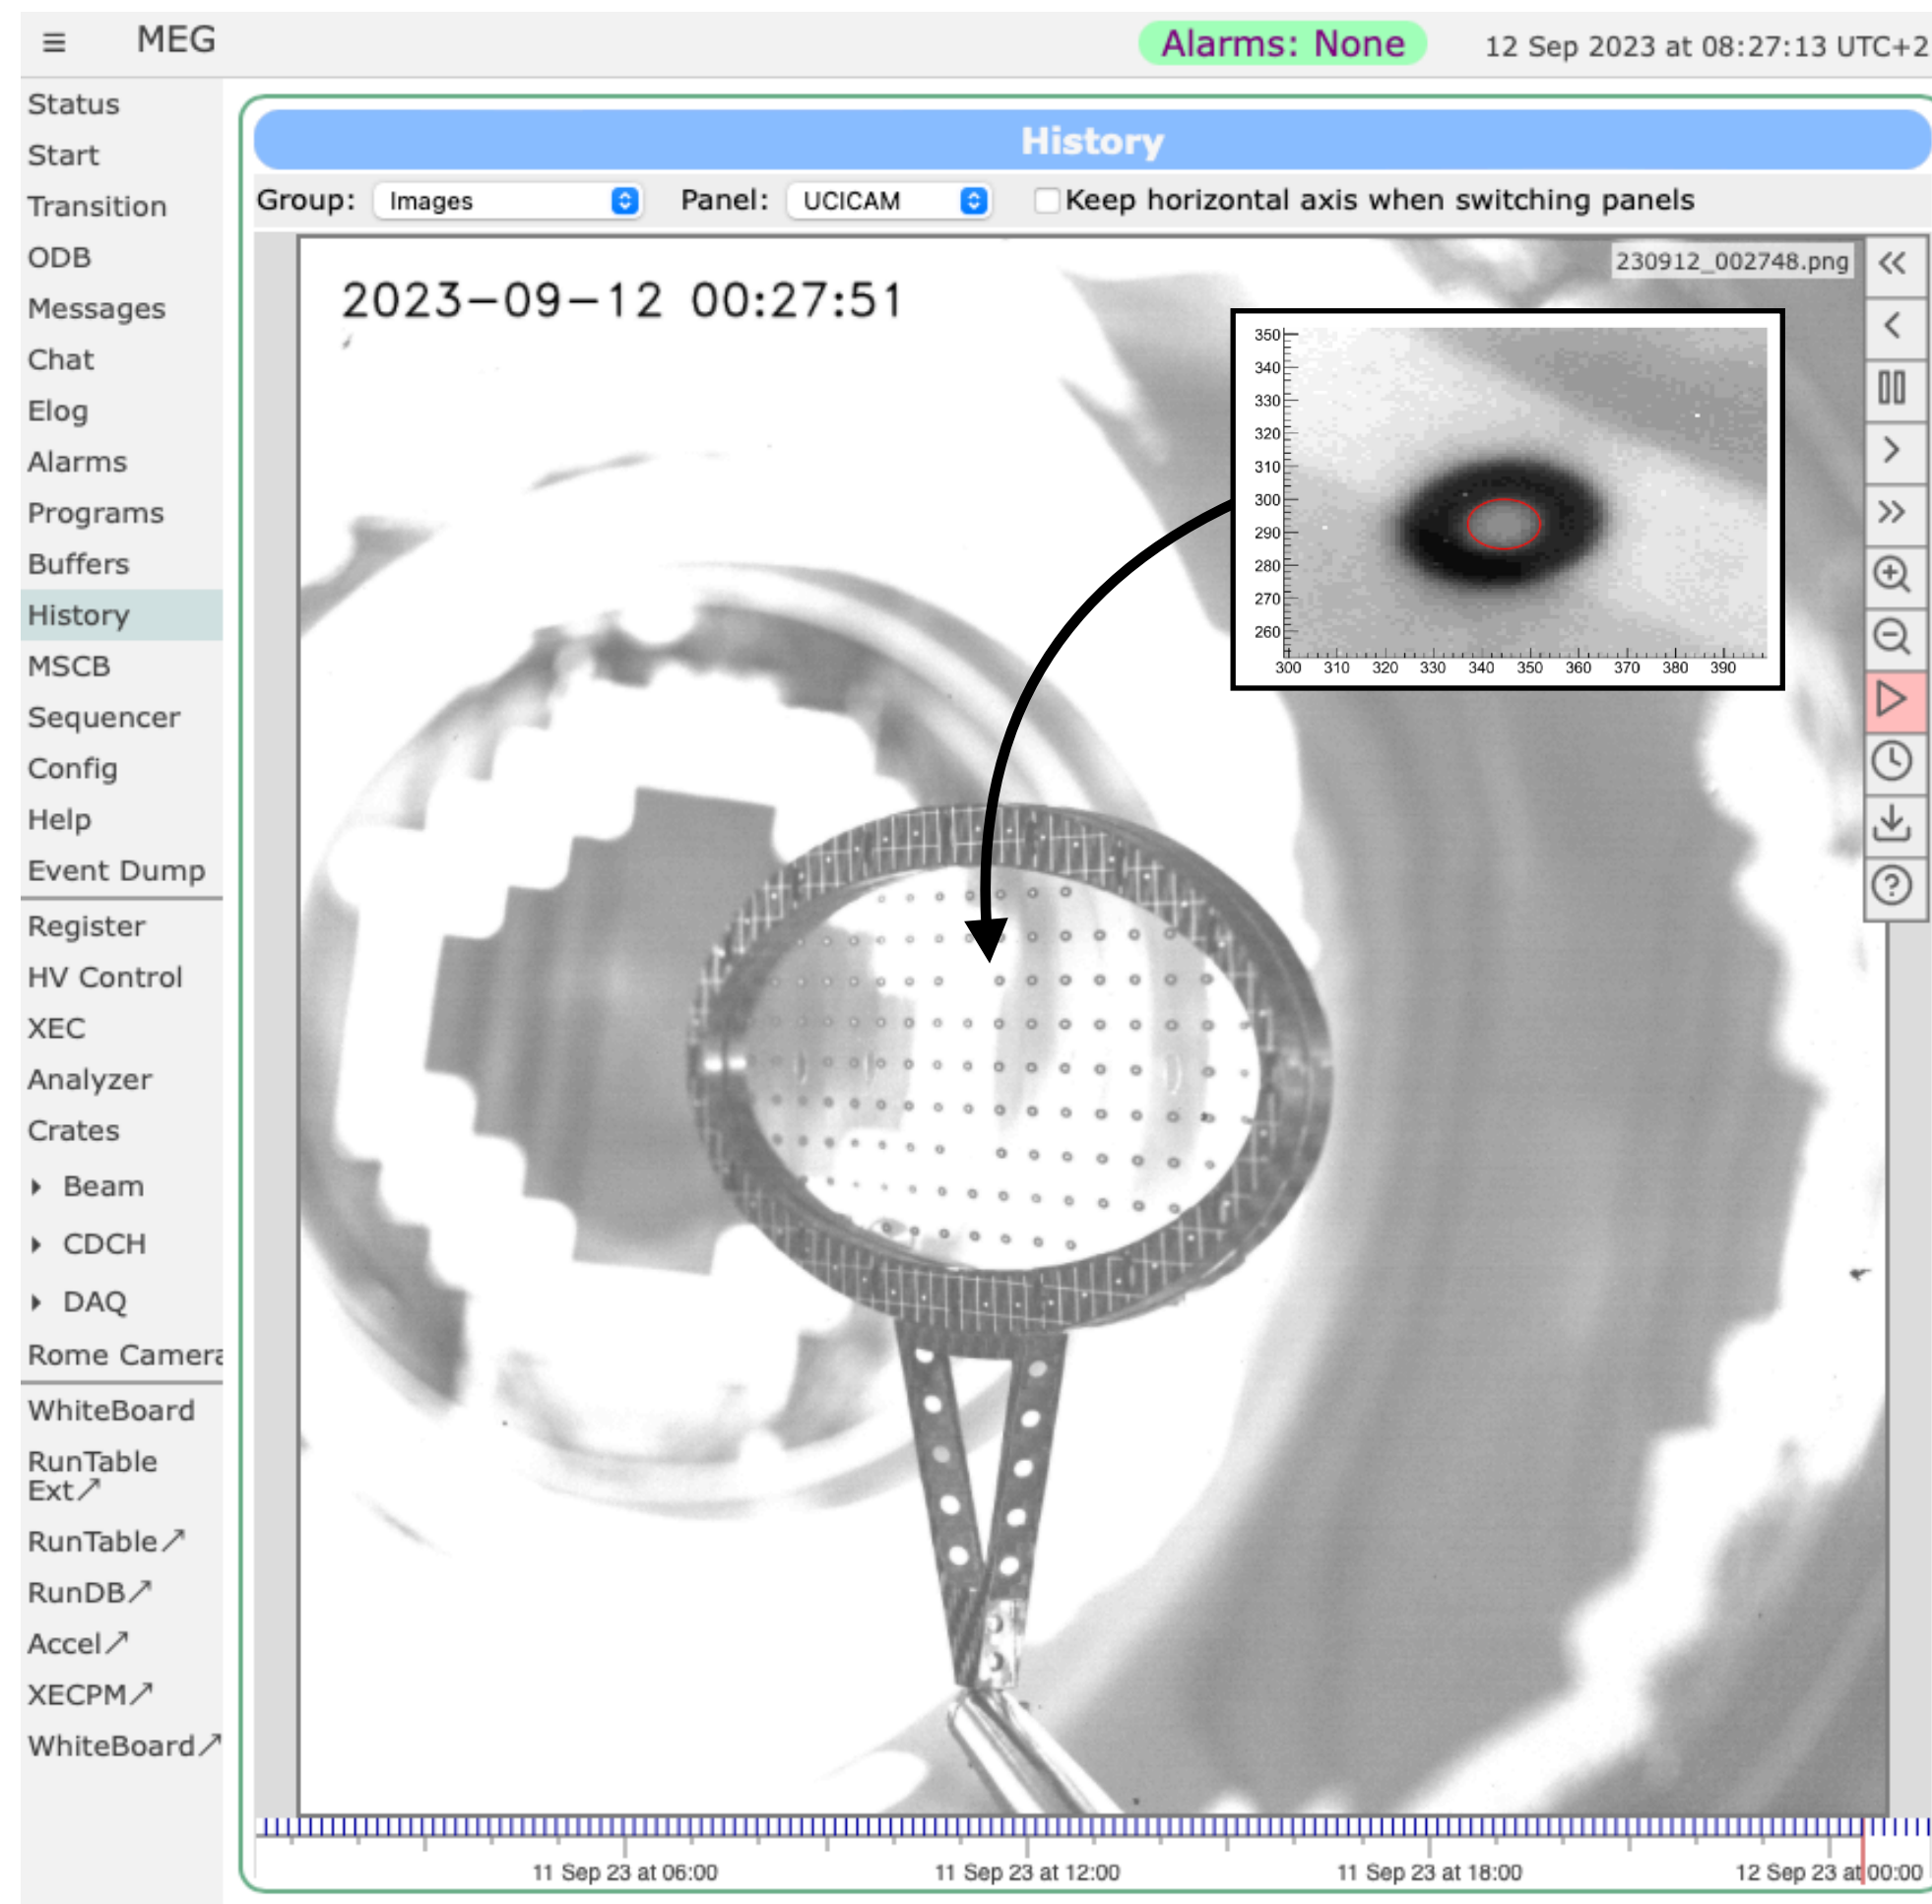 ≡ MEG Alarms: None 12 Sep 2023 at 08:27:13 UTC+2
Status
Start
Transition
ODB
Messages
Chat
Elog
Alarms
Programs
Buffers
History
MSCB
Sequencer
Config
Help
Event Dump
Register
HV Control
XEC
Analyzer
Crates
Beam
CDCH
DAQ
Rome Camera
WhiteBoard
RunTable
Ext↗
RunTable↗
RunDB↗
Accel↗
XECPM↗
WhiteBoard↗
History
Group: Images Panel: UCICAM Keep horizontal axis when switching panels
2023-09-12 00:27:51
230912_002748.png
350
340
330
320
310
300
290
280
270
260
300 310 320 330 340 350 360 370 380 390
11 Sep 23 at 06:00 11 Sep 23 at 12:00 11 Sep 23 at 18:00 12 Sep 23 at 00:00